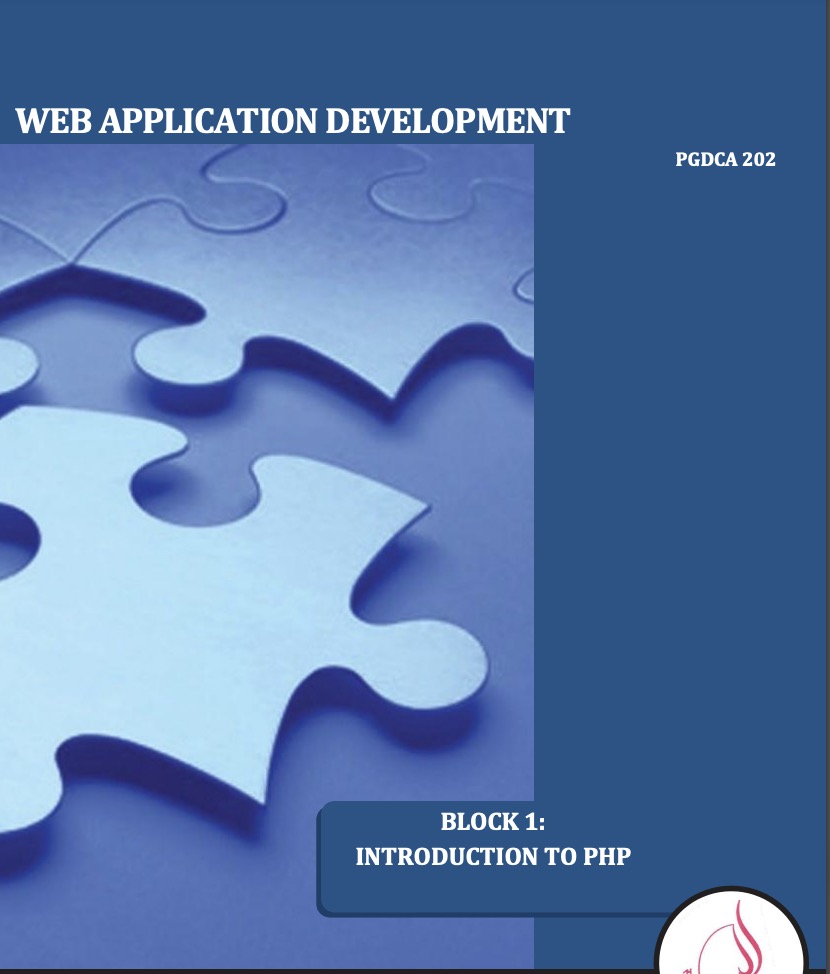 WEB APPLICATION DEVELOPMENT
PGDCA 202
BLOCK 1:
INTRODUCTION TO PHP